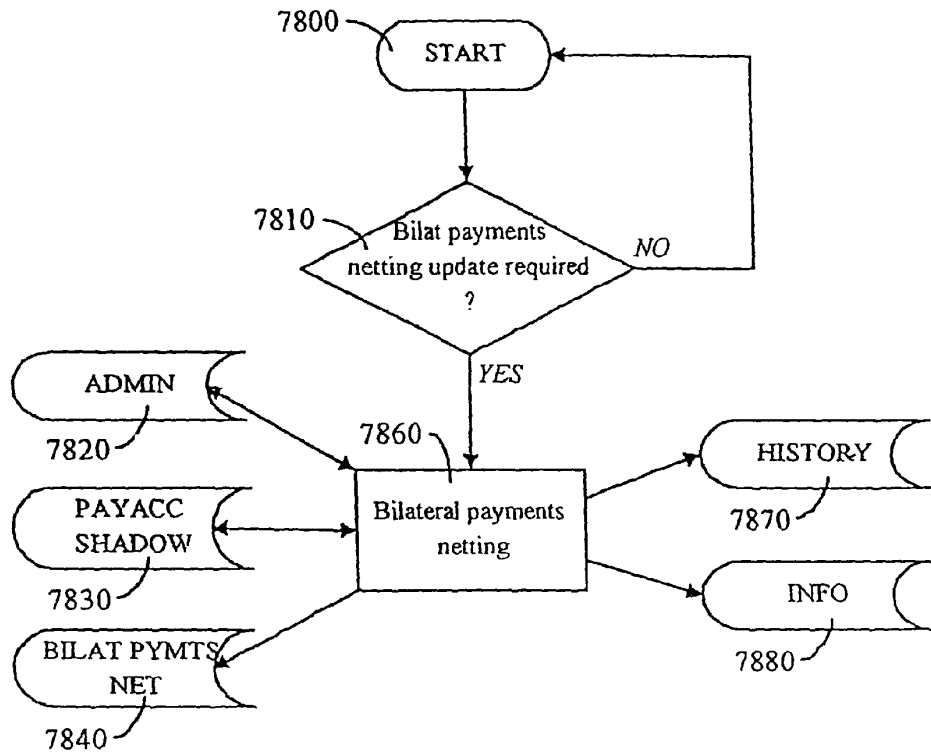 7800
START
7810
Bilat payments
netting update required
?
NO
YES
ADMIN
7820
7860
HISTORY
7870
PAYACC
SHADOW
7830
Bilateral payments
netting
INFO
7880
BILAT PYMTS
NET
7840